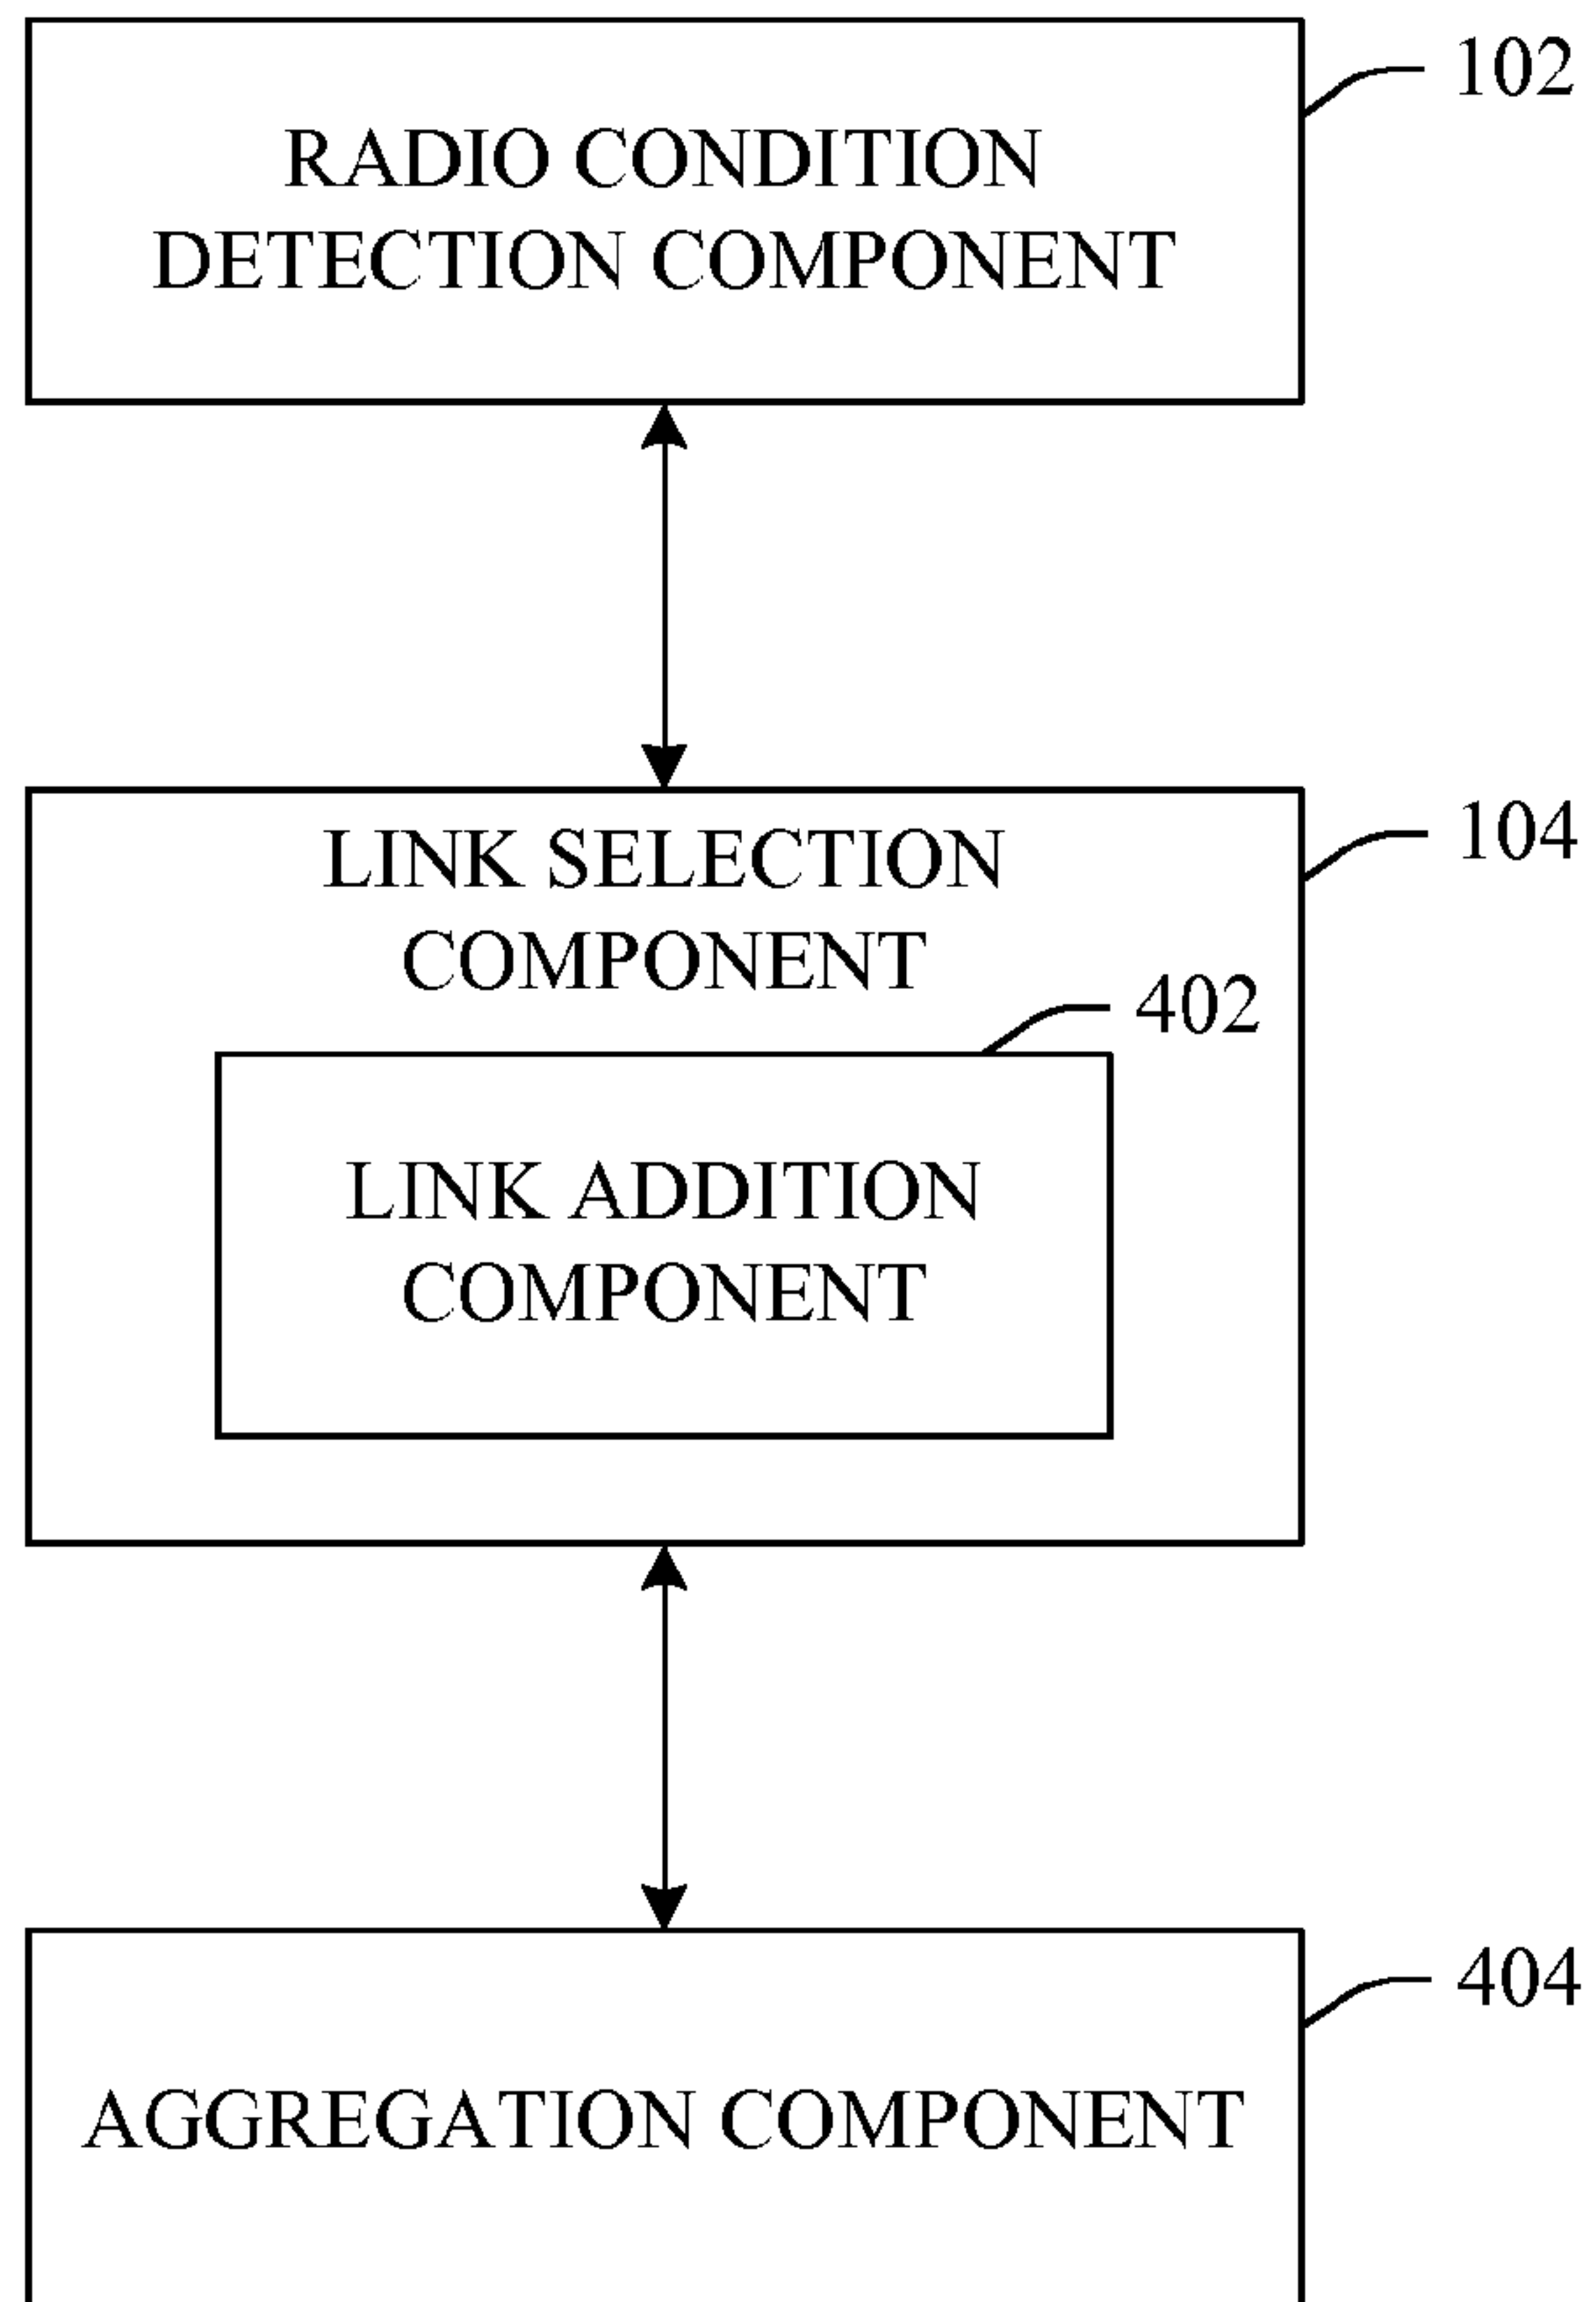 102
RADIO CONDITION
DETECTION COMPONENT
104
LINK SELECTION
COMPONENT
402
LINK ADDITION
COMPONENT
404
AGGREGATION COMPONENT